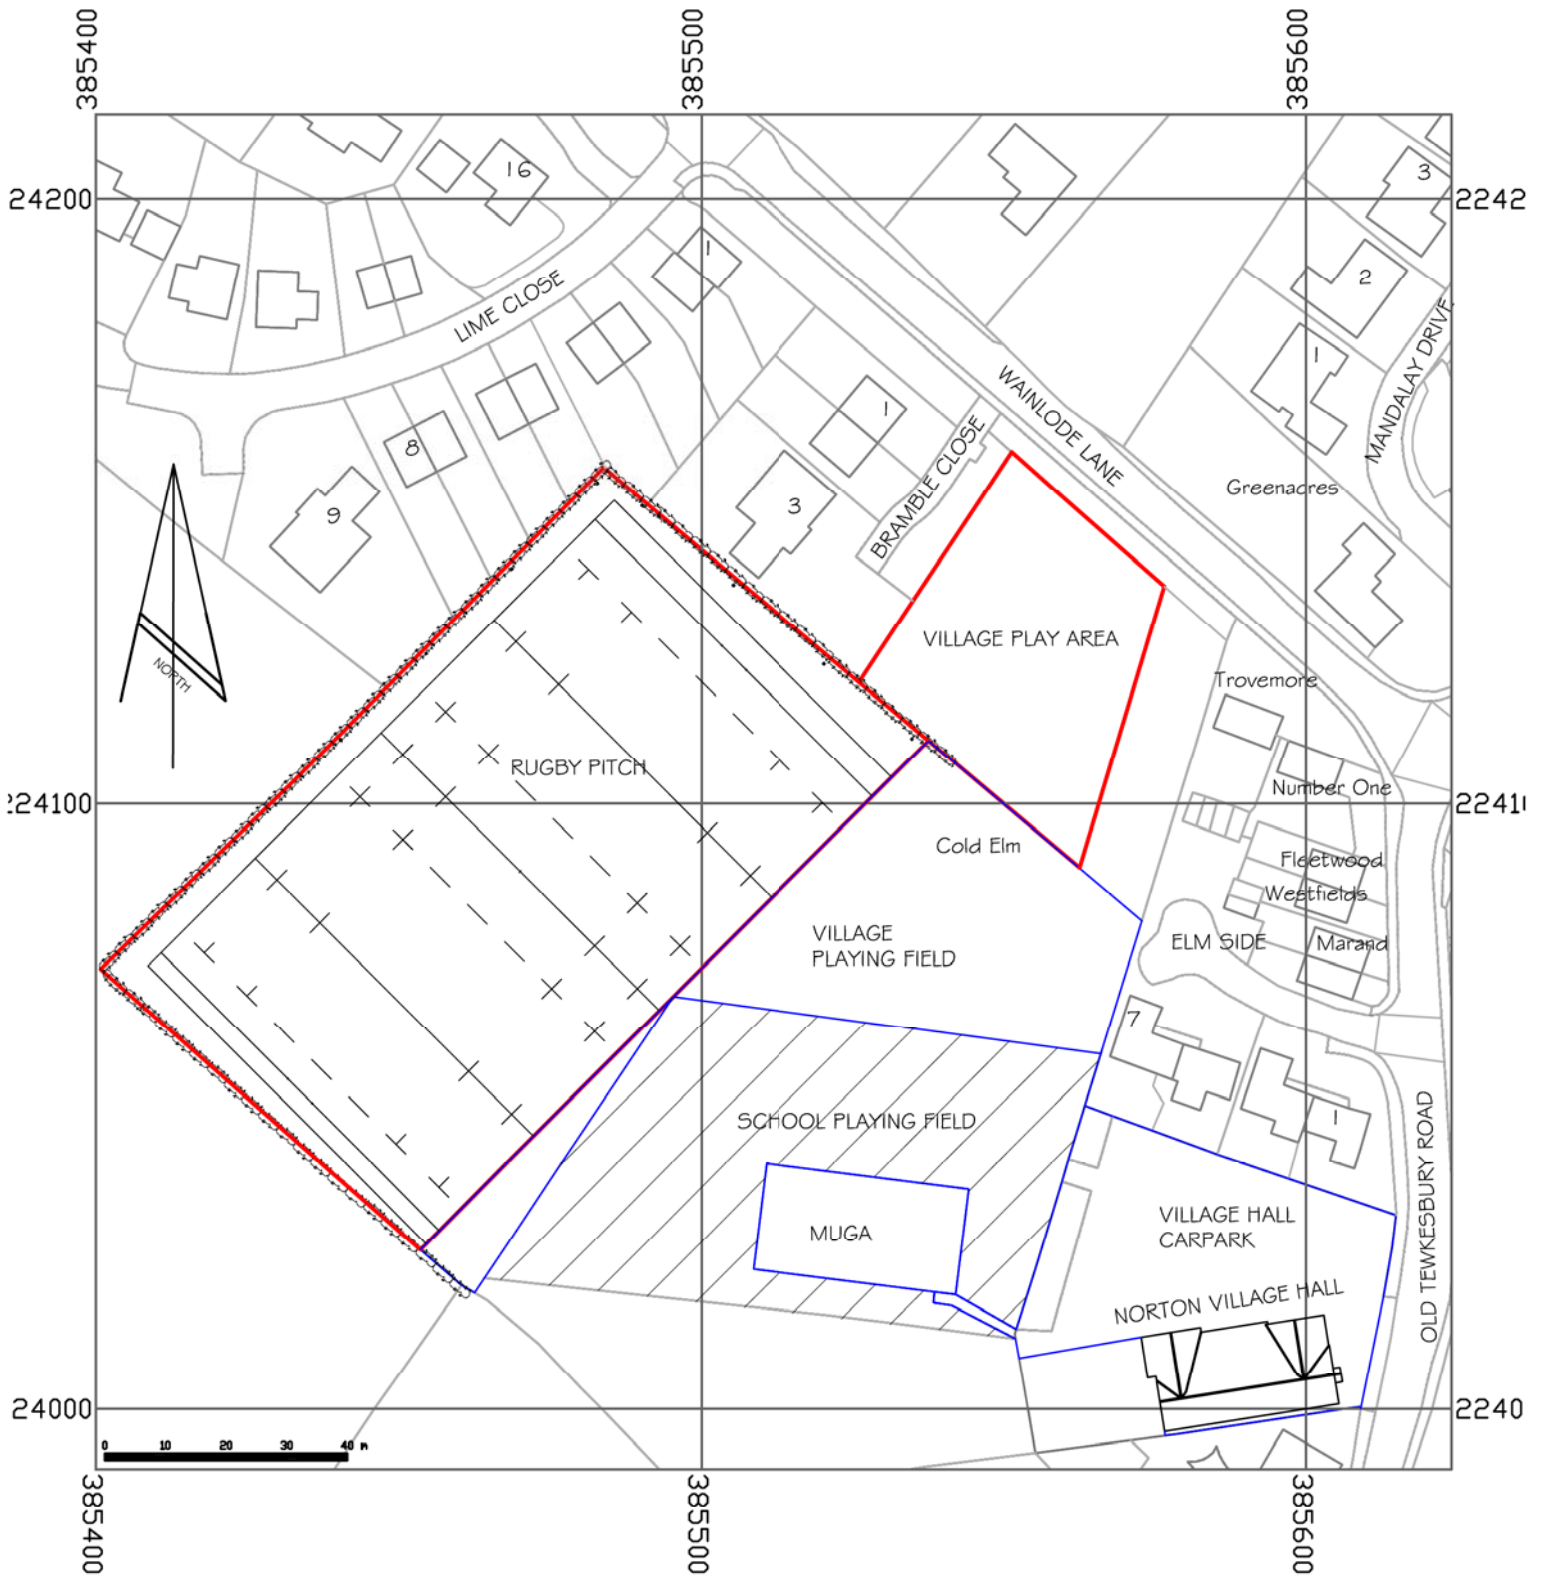 385400
385500
385600
24200
2242
16
3
1
2
LIME CLOSE
1
WAINLODE LANE
MANDALAY DRIVE
1
8
BRAMBLE CLOSE
3
9
Greenacres
VILLAGE PLAY AREA
NORTH
Trovemore
RUGBY PITCH
Number One
24100
2241
Cold Elm
Fleetwood
Westfields
VILLAGE
PLAYING FIELD
ELM SIDE
Marand
7
SCHOOL PLAYING FIELD
1
OLD TEWKESBURY ROAD
MUGA
VILLAGE HALL
CARPARK
NORTON VILLAGE HALL
24000
2240
0 10 20 30 40 m
385400
385500
385600